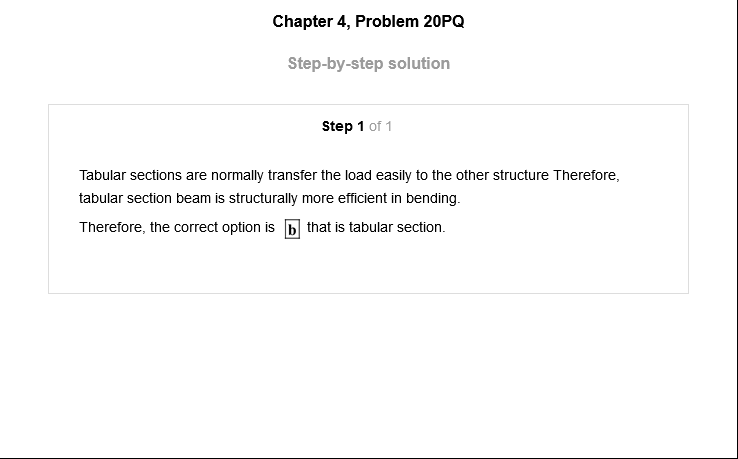 Chapter 4, Problem 20PQ
Step-by-step solution
Step 1 of 1
Tabular sections are normally transfer the load easily to the other structure Therefore,
tabular section beam is structurally more efficient in bending.
Therefore, the correct option is b that is tabular section.